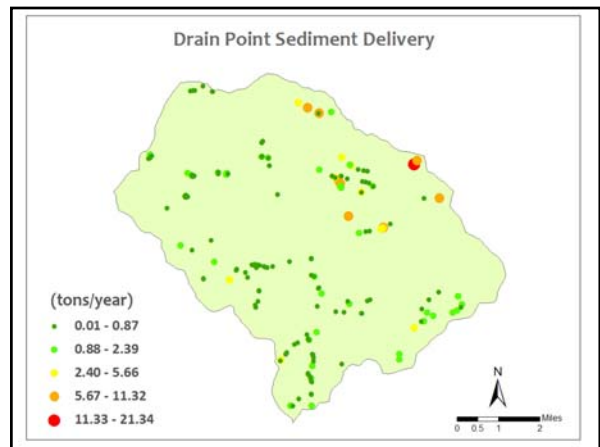 Drain Point Sediment Delivery
(tons/year)
0.01 - 0.87
0.88 - 2.39
2.40 - 5.66
5.67 - 11.32
11.33 - 21.34
N
Miles
0 0.5 1 2